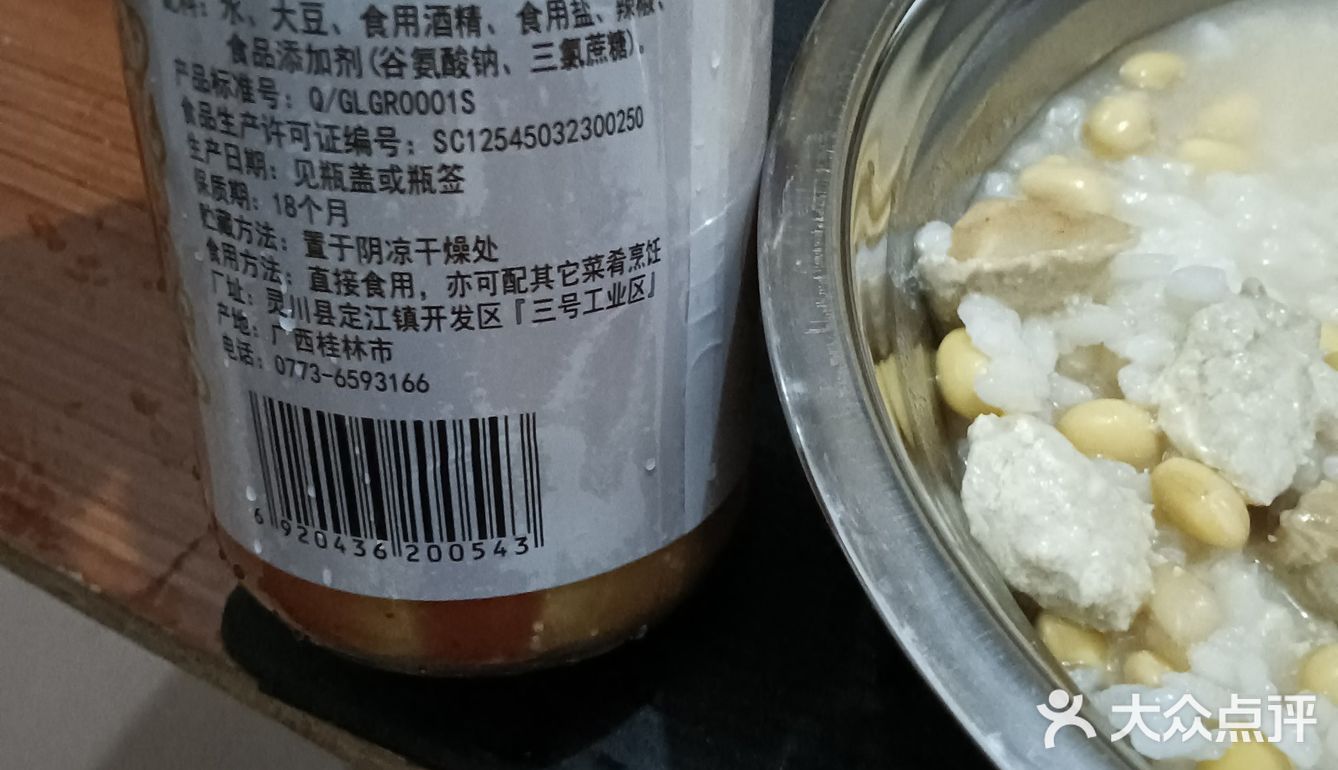 配料:水、大豆、食用酒精、食用盐、辣椒、
食品添加剂(谷氨酸钠、三氯蔗糖)。
产品标准号:Q/GLGR0001S
食品生产许可证编号:SC12545032300250
生产日期:见瓶盖或瓶签
保质期:18个月
贮藏方法:置于阴凉干燥处
食用方法:直接食用,亦可配其它菜肴烹饪
厂址:灵川县定江镇开发区『三号工业区』
产地:广西桂林市
电话:0773-6593166
6 920436 200543
大众点评